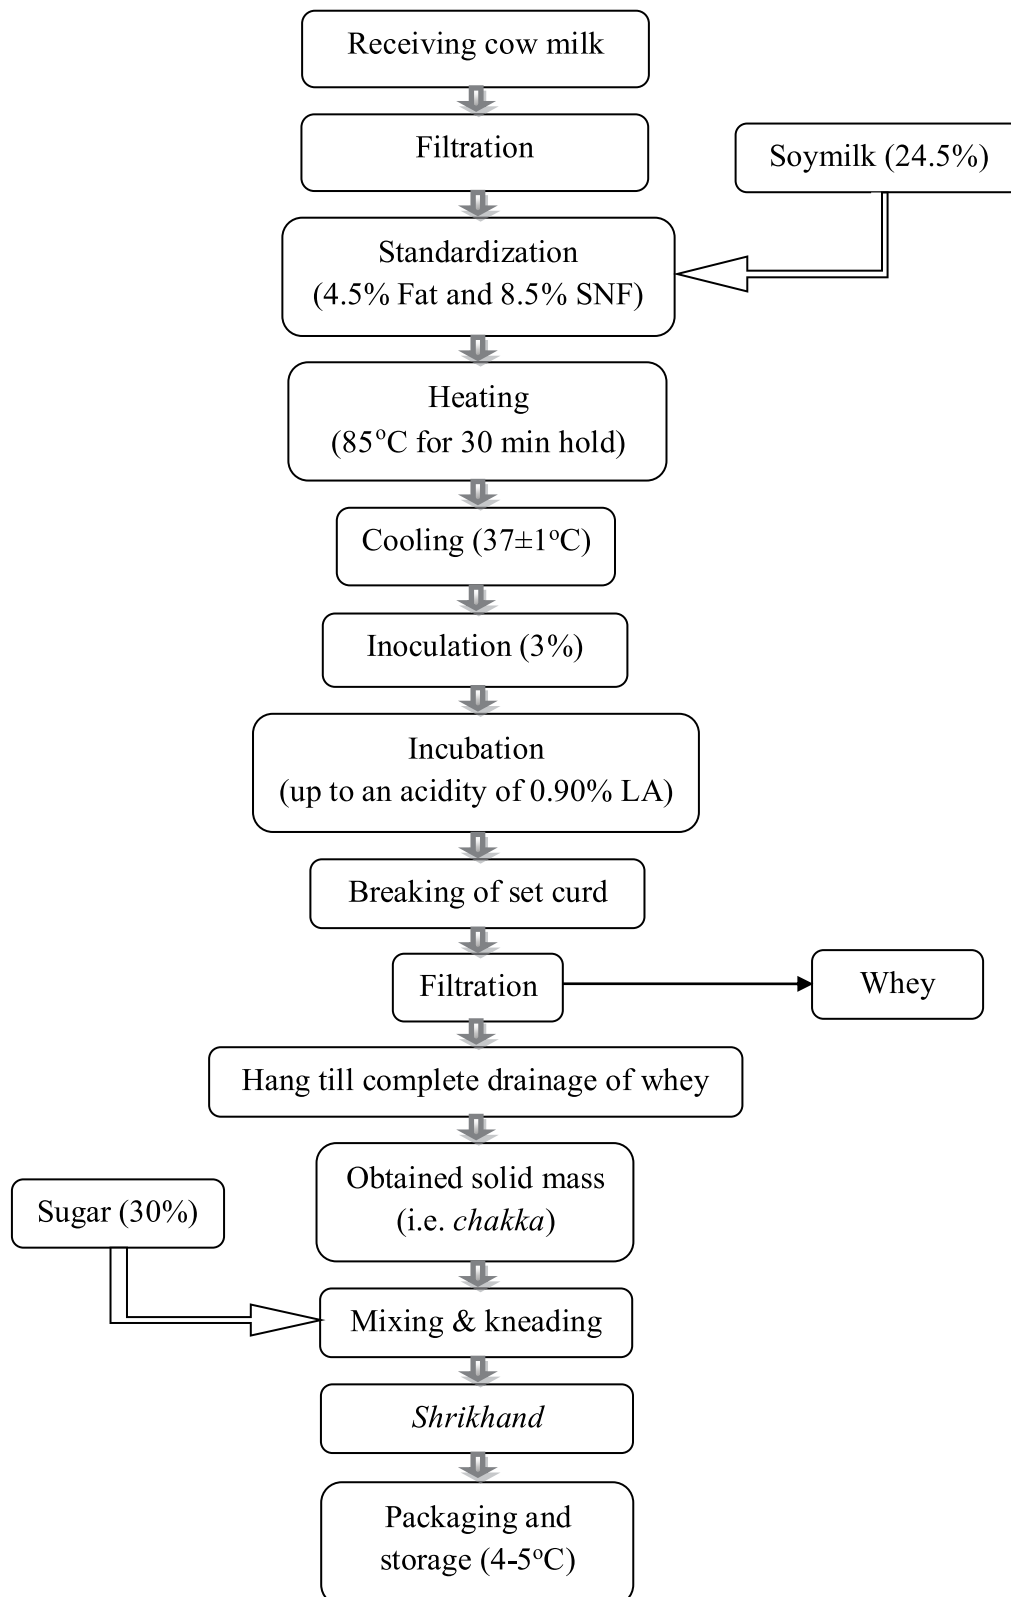 Receiving cow milk
Filtration
Soymilk (24.5%)
Standardization
(4.5% Fat and 8.5% SNF)
Heating
(85°C for 30 min hold)
Cooling (37±1°C)
Inoculation (3%)
Incubation
(up to an acidity of 0.90% LA)
Breaking of set curd
Filtration
Whey
Hang till complete drainage of whey
Obtained solid mass
(i.e. chakka)
Sugar (30%)
Mixing & kneading
Shrikhand
Packaging and
storage (4-5°C)